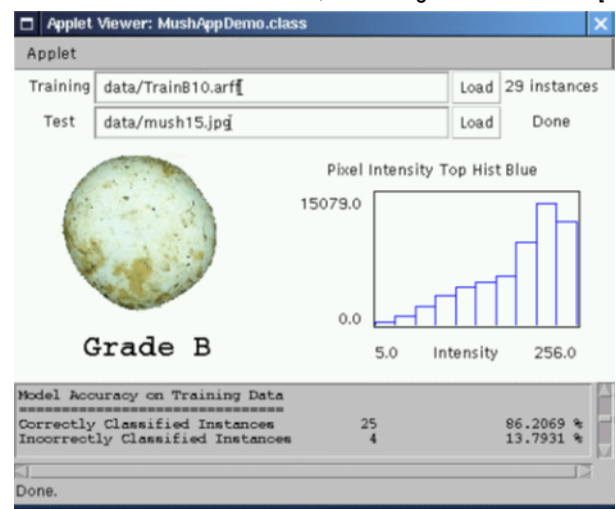 Applet Viewer: MushAppDemo.class
Applet
Training data/TrainB10.arff Load 29 instances
Test data/mush15.jpg Load Done
Pixel Intensity Top Hist Blue
15079.0
0.0
5.0 Intensity 256.0
Grade B
Model Accuracy on Training Data
===============================
Correctly Classified Instances 25 86.2069 %
Incorrectly Classified Instances 4 13.7931 %
Done.